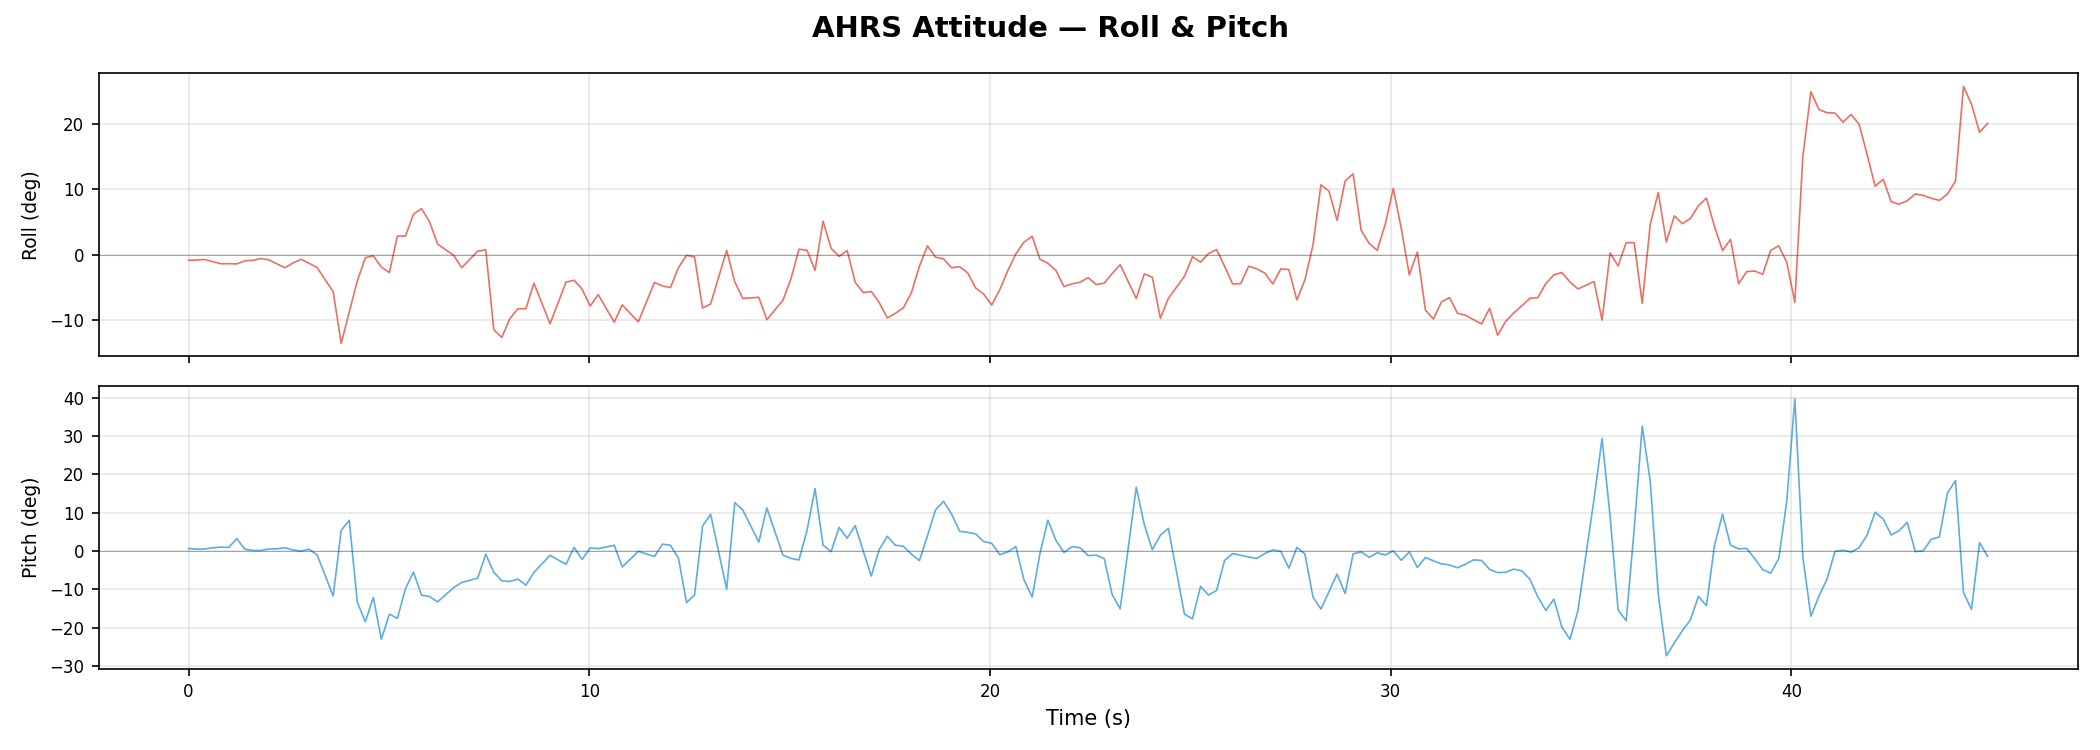 AHRS Attitude — Roll & Pitch
Roll (deg)
20
10
0
−10
Pitch (deg)
40
30
20
10
0
−10
−20
−30
0 10 20 30 40
Time (s)